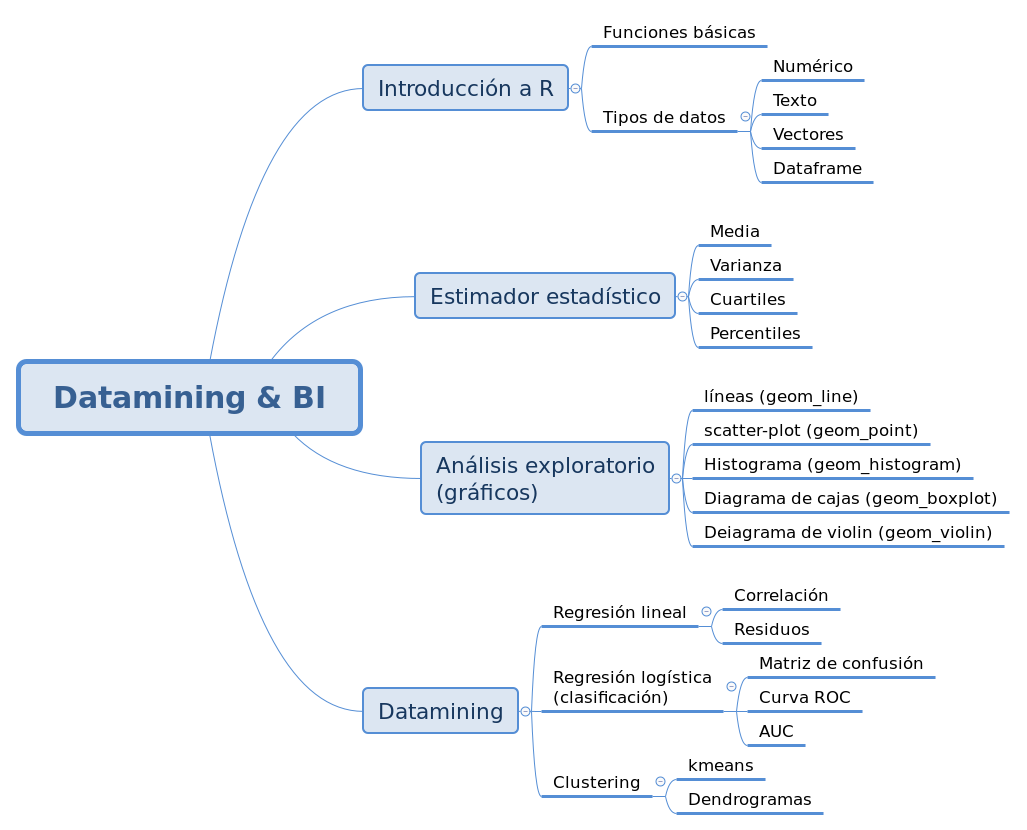 Datamining & BI
Introducción a R
Funciones básicas
Tipos de datos
Numérico
Texto
Vectores
Dataframe
Estimador estadístico
Media
Varianza
Cuartiles
Percentiles
Análisis exploratorio
(gráficos)
líneas (geom_line)
scatter-plot (geom_point)
Histograma (geom_histogram)
Diagrama de cajas (geom_boxplot)
Deiagrama de violin (geom_violin)
Datamining
Regresión lineal
Correlación
Residuos
Regresión logística
(clasificación)
Matriz de confusión
Curva ROC
AUC
Clustering
kmeans
Dendrogramas